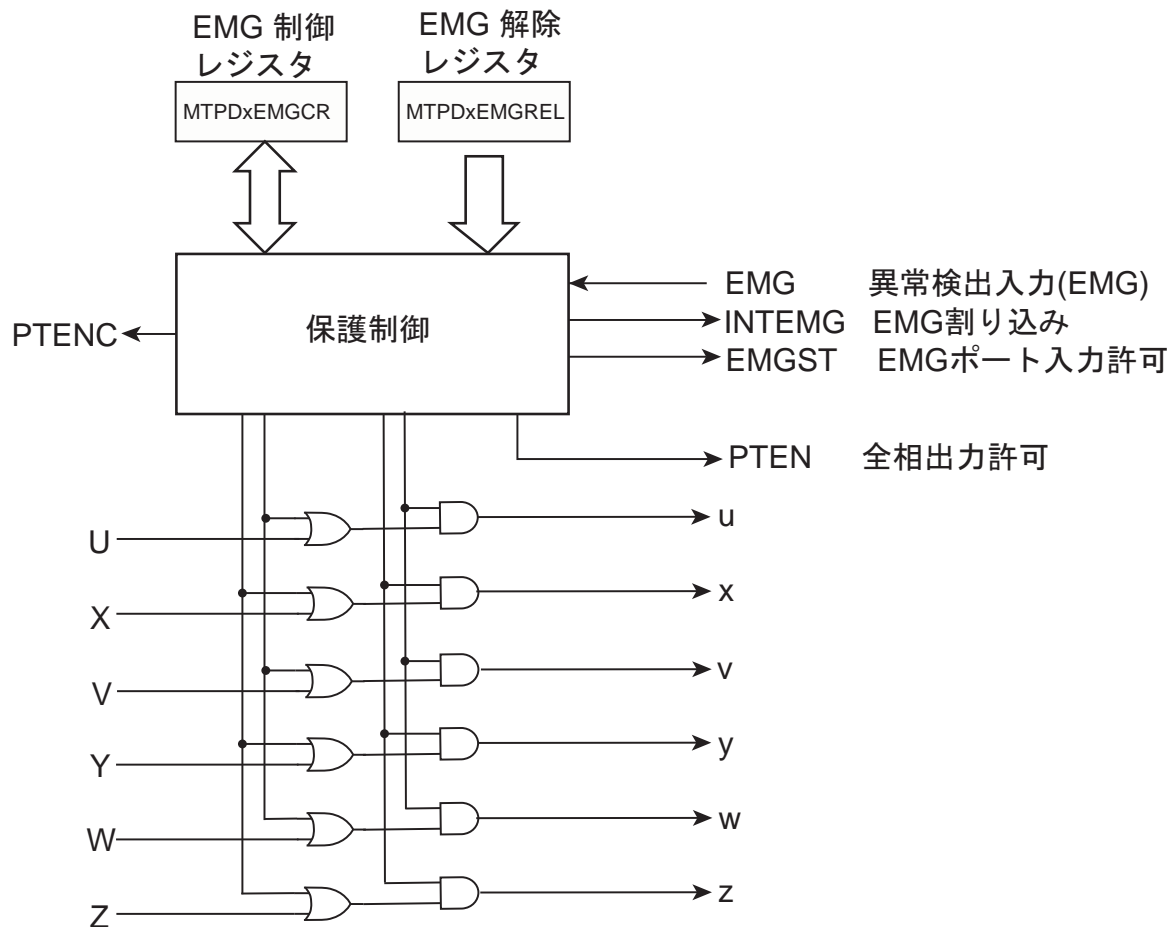 EMG 制御
レジスタ
EMG 解除
レジスタ
MTPDxEMGCR
MTPDxEMGREL
保護制御
PTENC
EMG 異常検出入力(EMG)
INTEMG EMG割り込み
EMGST EMGポート入力許可
PTEN 全相出力許可
U
u
X
x
V
v
Y
y
W
w
Z
z